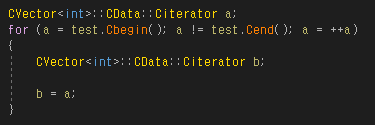 CVector<int>::CData::Citerator a;
for (a = test.Cbegin(); a != test.Cend(); a = ++a)
{
    CVector<int>::CData::Citerator b;

    b = a;
}